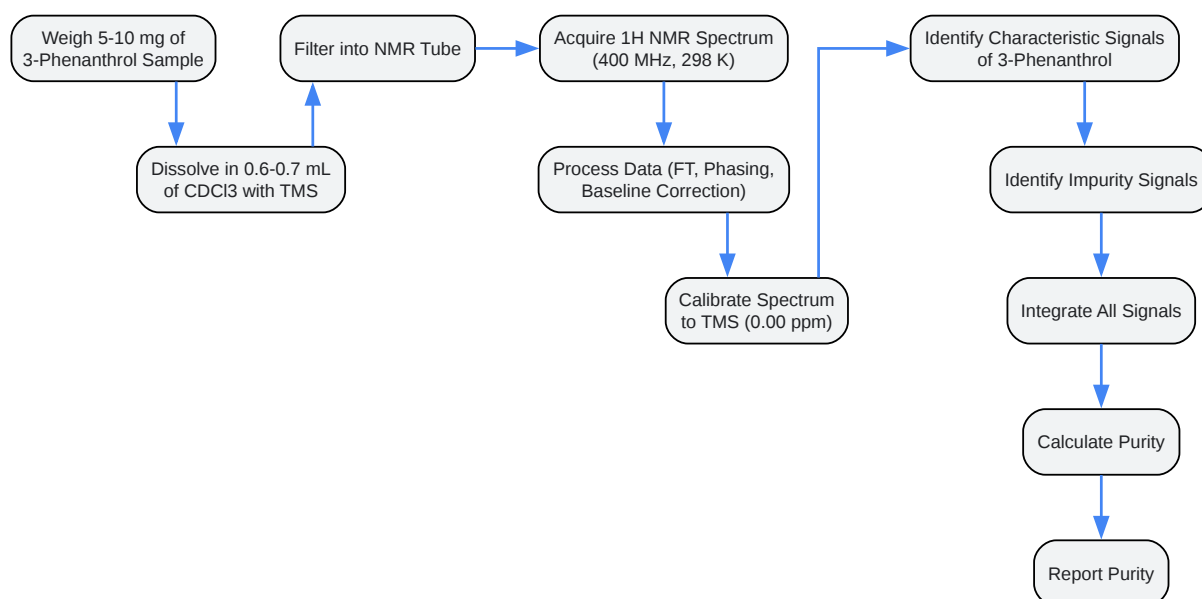 Weigh 5-10 mg of
3-Phenanthrol Sample
Dissolve in 0.6-0.7 mL
of CDCl3 with TMS
Filter into NMR Tube
Acquire 1H NMR Spectrum
(400 MHz, 298 K)
Process Data (FT, Phasing,
Baseline Correction)
Calibrate Spectrum
to TMS (0.00 ppm)
Identify Characteristic Signals
of 3-Phenanthrol
Identify Impurity Signals
Integrate All Signals
Calculate Purity
Report Purity